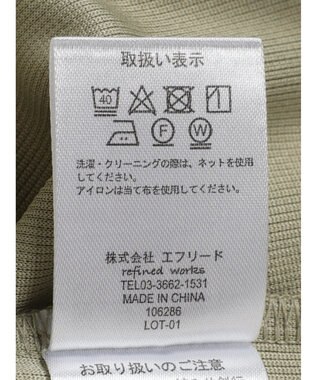 取扱い表示
40
F W
洗濯・クリーニングの際は、ネットを使用
してください。
アイロンは当て布を使用してください。
株式会社 エフリード
refined works
TEL03-3662-1531
MADE IN CHINA
106286
LOT-01
お取り扱いのご注意